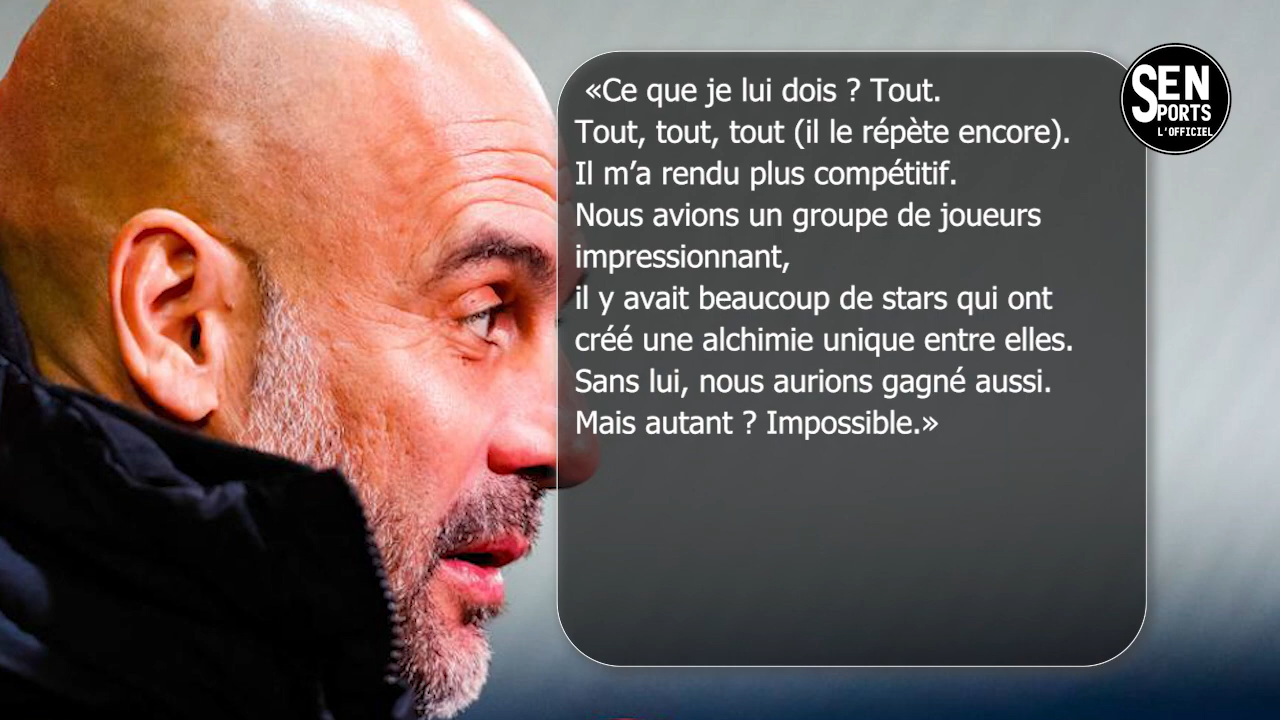 «Ce que je lui dois ? Tout.
Tout, tout, tout (il le répète encore).
Il m’a rendu plus compétitif.
Nous avions un groupe de joueurs
impressionnant,
il y avait beaucoup de stars qui ont
créé une alchimie unique entre elles.
Sans lui, nous aurions gagné aussi.
Mais autant ? Impossible.»
SEN
SPORTS
L'OFFICIEL